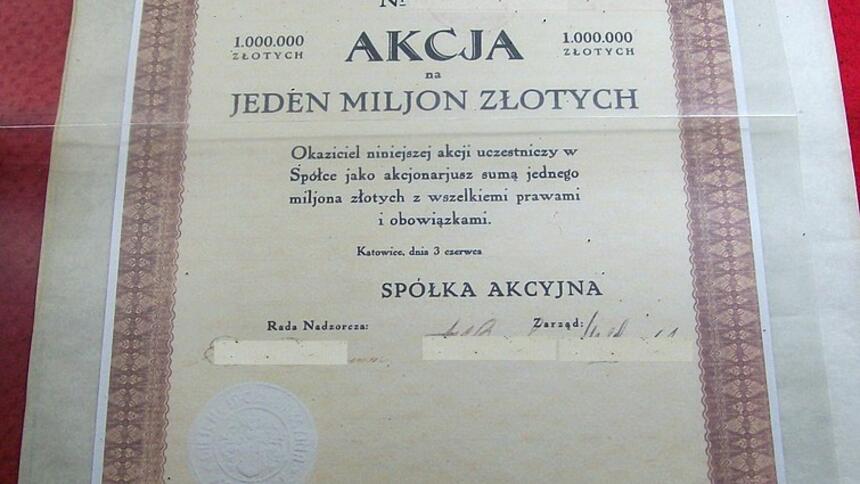 Nº
1.000.000 ZŁOTYCH
AKCJA
1.000.000 ZŁOTYCH
na
JEDEN MILJON ZŁOTYCH
Okaziciel niniejszej akcji uczestniczy w
Spółce jako akcjonarjusz sumą jednego
miljona złotych z wszelkiemi prawami
i obowiązkami.
Katowice, dnia 3 czerwca
SPÓŁKA AKCYJNA
Rada Nadzorcza:
Zarząd: